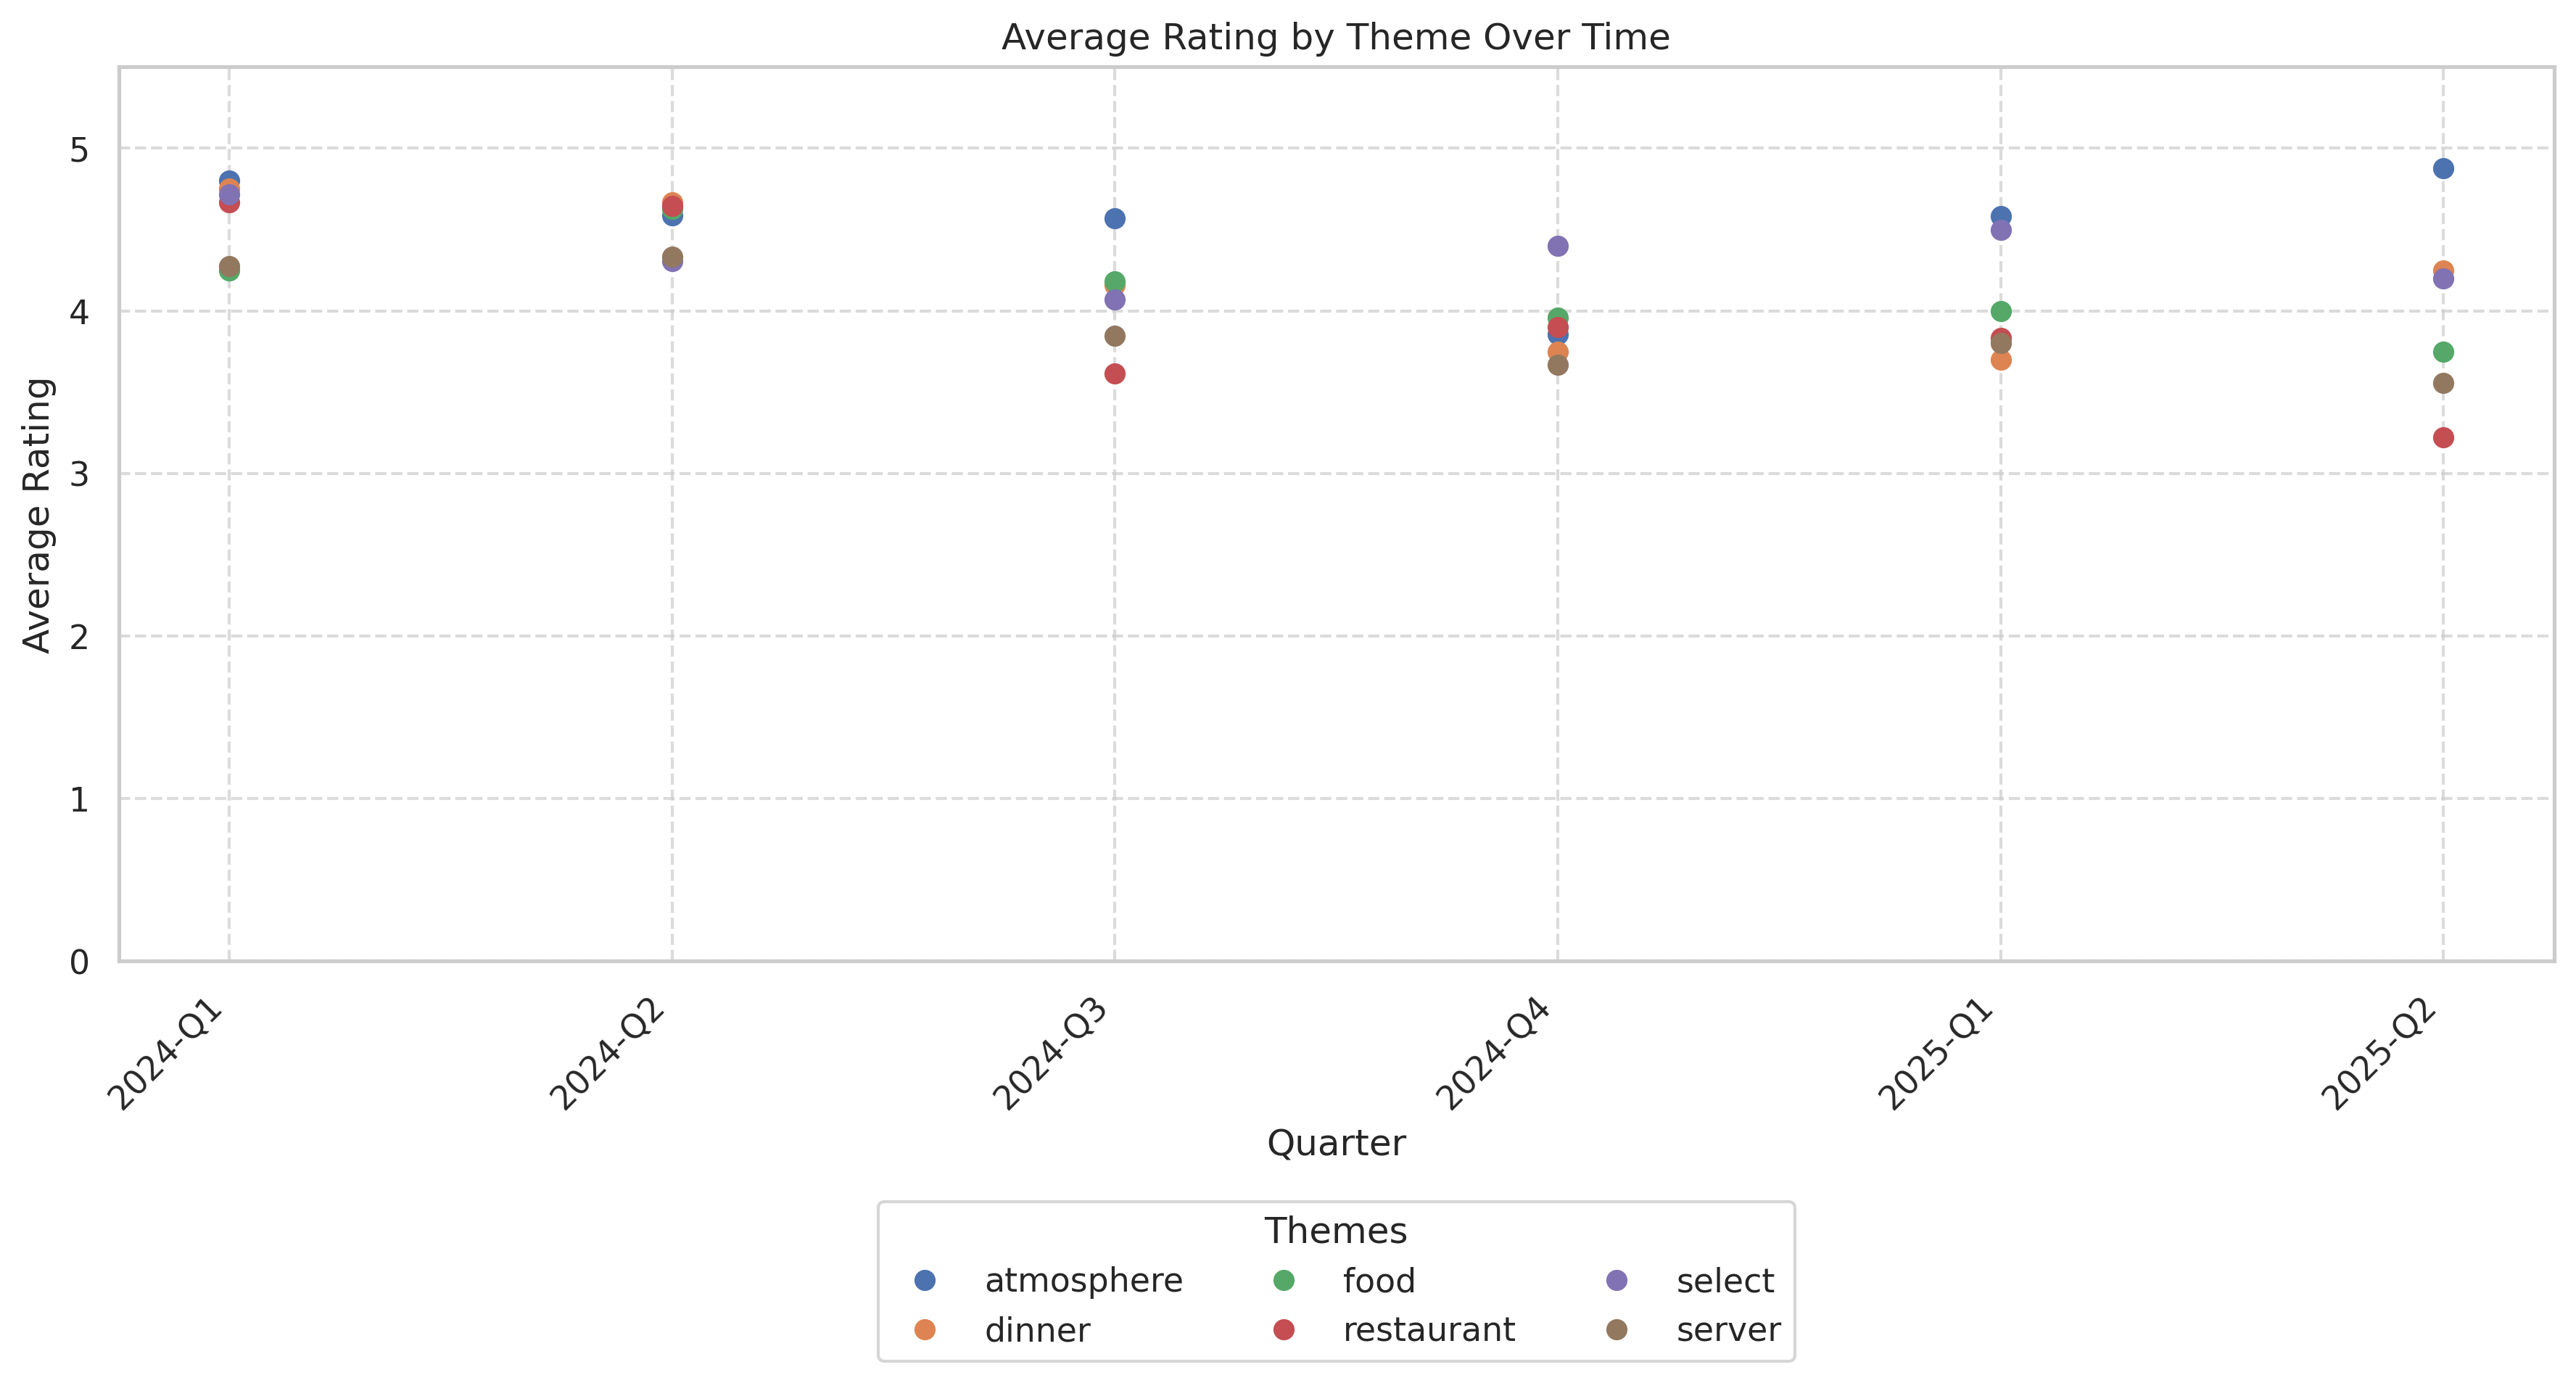 Average Rating by Theme Over Time
Average Rating
5
4
3
2
1
0
2024-Q1
2024-Q2
2024-Q3
2024-Q4
2025-Q1
2025-Q2
Quarter
Themes
atmosphere
dinner
food
restaurant
select
server